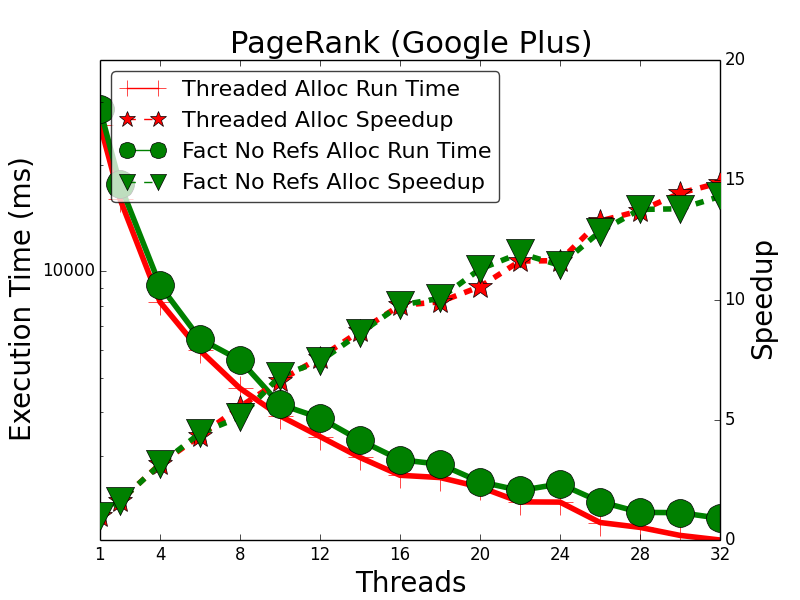 PageRank (Google Plus)
Threaded Alloc Run Time
Threaded Alloc Speedup
Fact No Refs Alloc Run Time
Fact No Refs Alloc Speedup
Execution Time (ms)
10000
20
15
10
5
0
Speedup
1 4 8 12 16 20 24 28 32
Threads